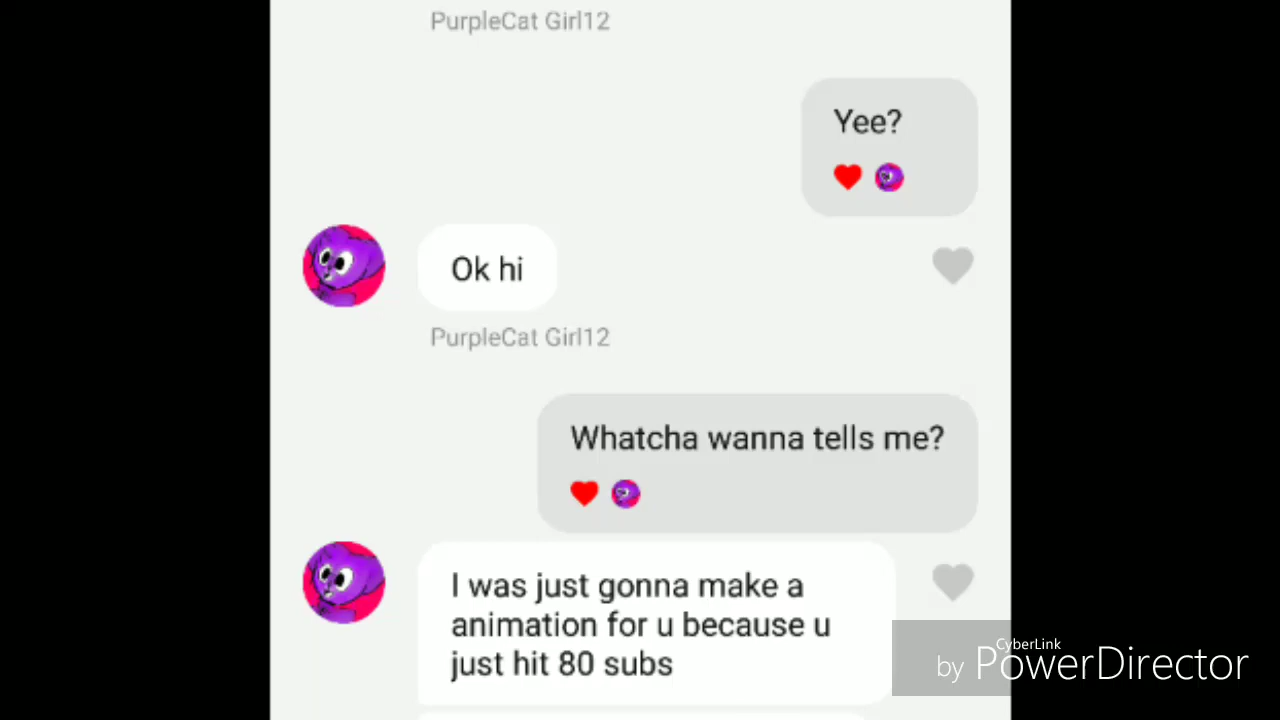 PurpleCat Girl12
Yee?
Ok hi
PurpleCat Girl12
Whatcha wanna tells me?
I was just gonna make a
animation for u because u
just hit 80 subs
CyberLink
by PowerDirector